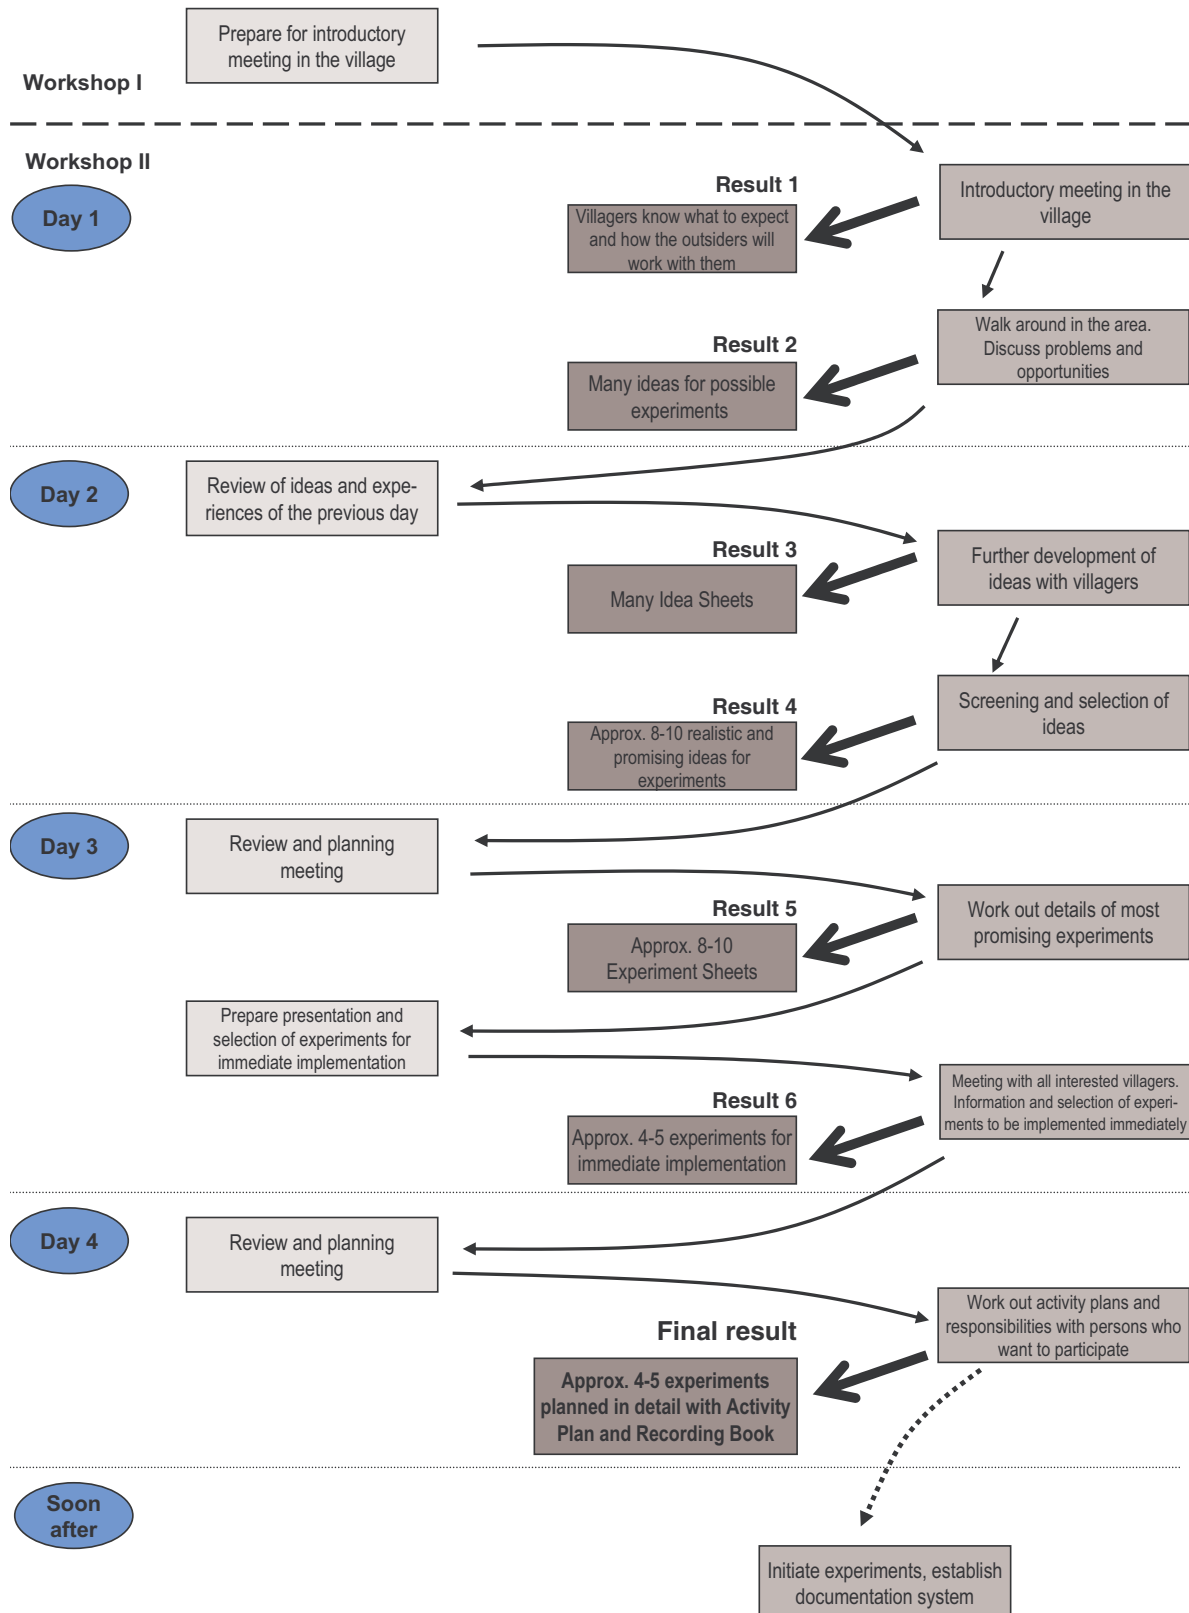 Prepare for introductory
meeting in the village
Workshop I
Workshop II
Day 1
Result 1
Villagers know what to expect
and how the outsiders will
work with them
Introductory meeting in the
village
Result 2
Many ideas for possible
experiments
Walk around in the area.
Discuss problems and
opportunities
Day 2
Review of ideas and expe-
riences of the previous day
Result 3
Many Idea Sheets
Further development of
ideas with villagers
Result 4
Approx. 8-10 realistic and
promising ideas for
experiments
Screening and selection of
ideas
Day 3
Review and planning
meeting
Result 5
Approx. 8-10
Experiment Sheets
Work out details of most
promising experiments
Prepare presentation and
selection of experiments for
immediate implementation
Result 6
Approx. 4-5 experiments for
immediate implementation
Meeting with all interested villagers.
Information and selection of experi-
ments to be implemented immediately
Day 4
Review and planning
meeting
Final result
Approx. 4-5 experiments
planned in detail with Activity
Plan and Recording Book
Work out activity plans and
responsibilities with persons who
want to participate
Soon
after
Initiate experiments, establish
documentation system